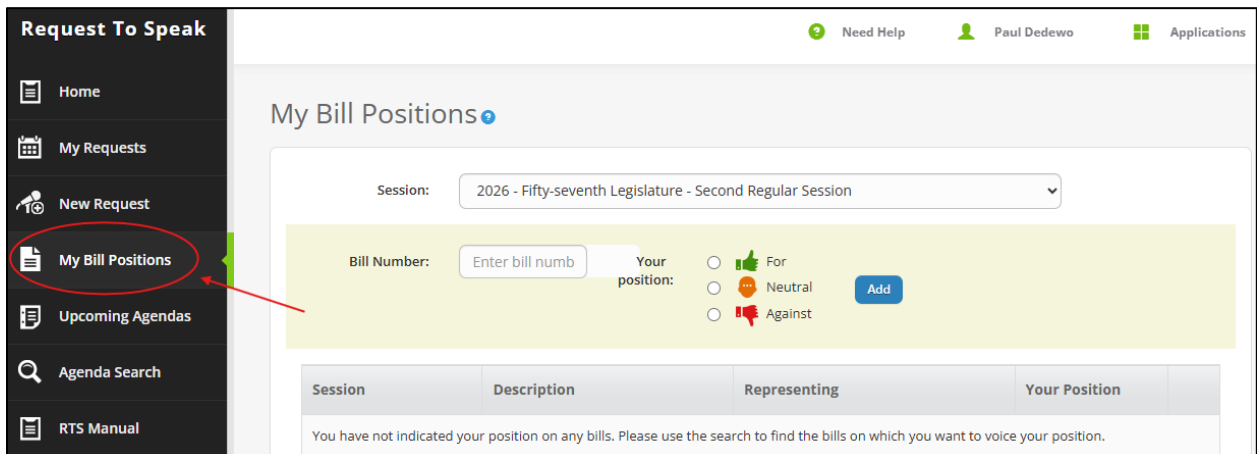 Request To Speak
Need Help
Paul Dedewo
Applications
Home
My Requests
New Request
My Bill Positions
Upcoming Agendas
Agenda Search
RTS Manual
My Bill Positions
Session:
2026 - Fifty-seventh Legislature - Second Regular Session
Bill Number:
Enter bill numb
Your
position:
For
Neutral
Against
Add
Session Description Representing Your Position
You have not indicated your position on any bills. Please use the search to find the bills on which you want to voice your position.